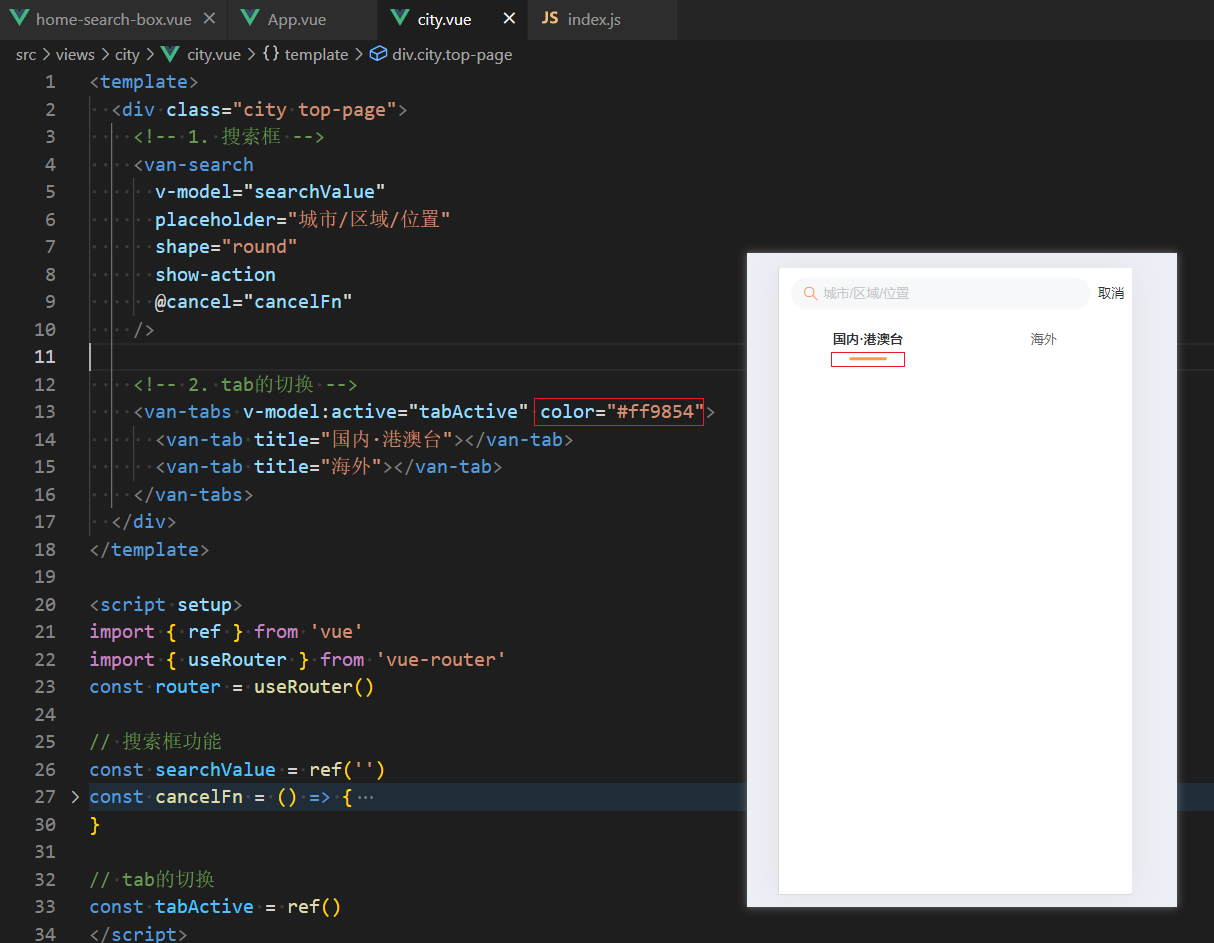 home-search-box.vue App.vue city.vue JS index.js
src > views > city > city.vue > {} template > div.city.top-page
1 <template>
2 <div class="city top-page">
3 <!-- 1. 搜索框 -->
4 <van-search
5 v-model="searchValue"
6 placeholder="城市/区域/位置"
7 shape="round"
8 show-action
9 @cancel="cancelFn"
10 />
11
12 <!-- 2. tab的切换 -->
13 <van-tabs v-model:active="tabActive" color="#ff9854">
14 <van-tab title="国内·港澳台"></van-tab>
15 <van-tab title="海外"></van-tab>
16 </van-tabs>
17 </div>
18 </template>
19
20 <script setup>
21 import { ref } from 'vue'
22 import { useRouter } from 'vue-router'
23 const router = useRouter()
24
25 // 搜索框功能
26 const searchValue = ref('')
27 const cancelFn = () => { ···
30 }
31
32 // tab的切换
33 const tabActive = ref()
34 </script>
城市/区域/位置 取消
国内·港澳台 海外